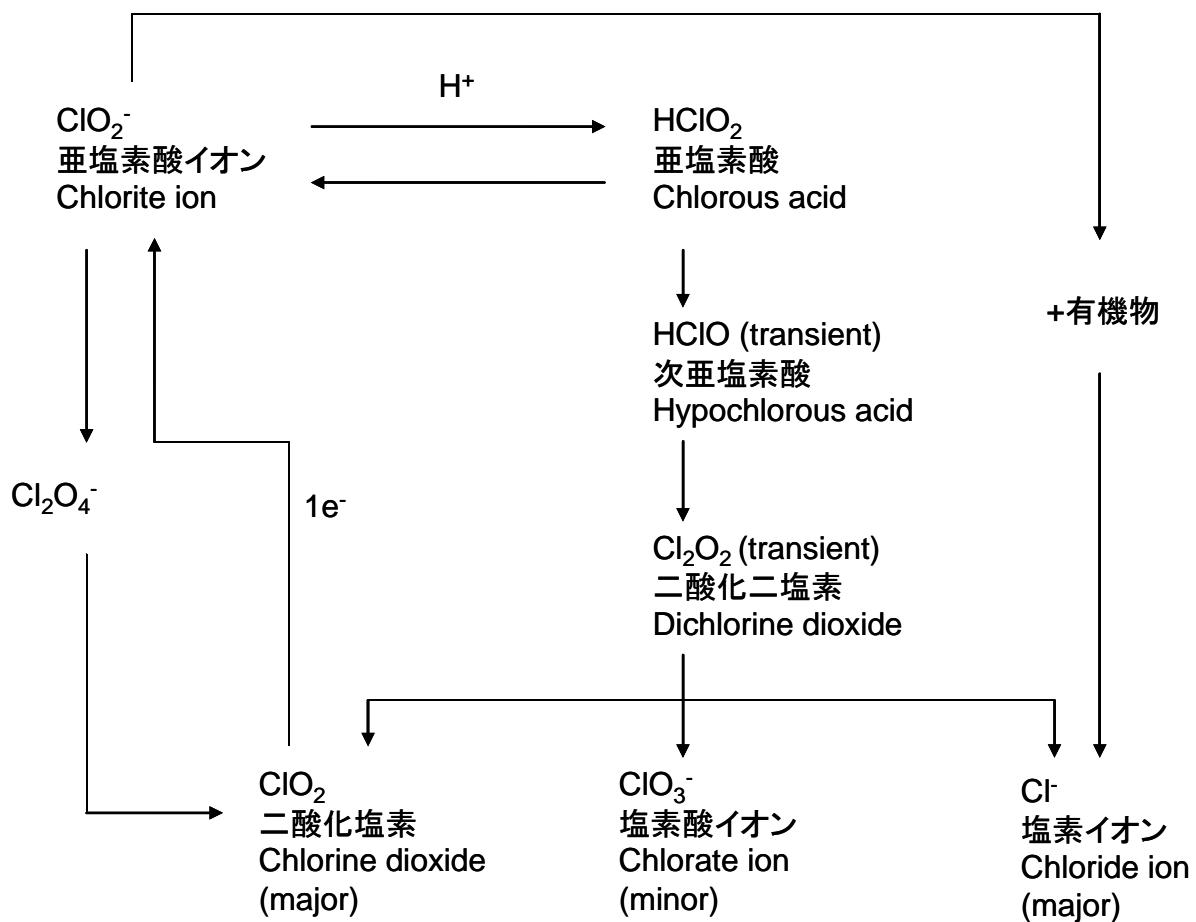 H⁺
ClO₂⁻
亜塩素酸イオン
Chlorite ion
HClO₂
亜塩素酸
Chlorous acid
+有機物
HClO (transient)
次亜塩素酸
Hypochlorous acid
Cl₂O₄⁻
1e⁻
Cl₂O₂ (transient)
二酸化二塩素
Dichlorine dioxide
ClO₂
二酸化塩素
Chlorine dioxide
(major)
ClO₃⁻
塩素酸イオン
Chlorate ion
(minor)
Cl⁻
塩素イオン
Chloride ion
(major)